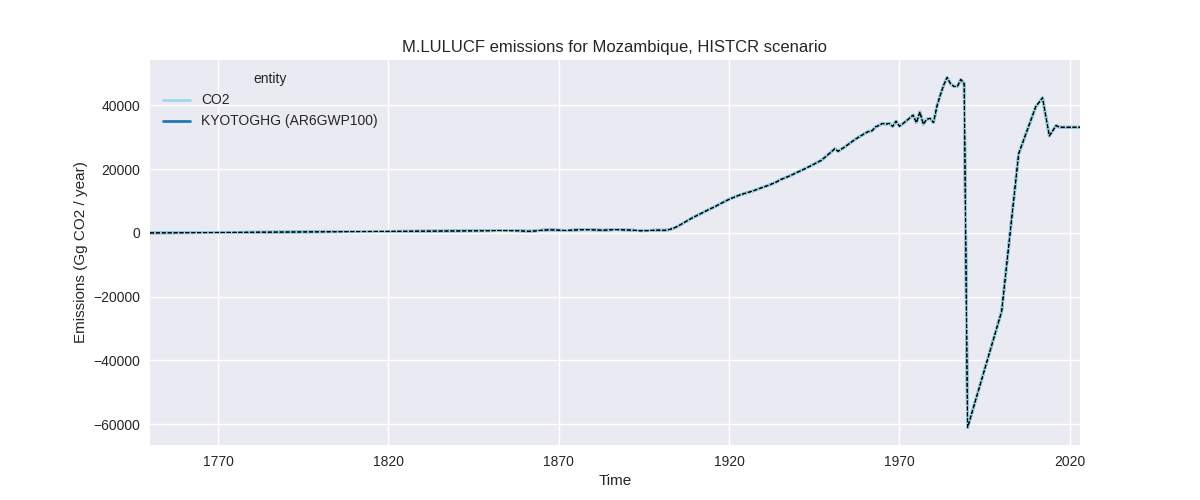 M.LULUCF emissions for Mozambique, HISTCR scenario
entity
CO2
KYOTOGHG (AR6GWP100)
Emissions (Gg CO2 / year)
40000
20000
0
−20000
−40000
−60000
1770
1820
1870
1920
1970
2020
Time